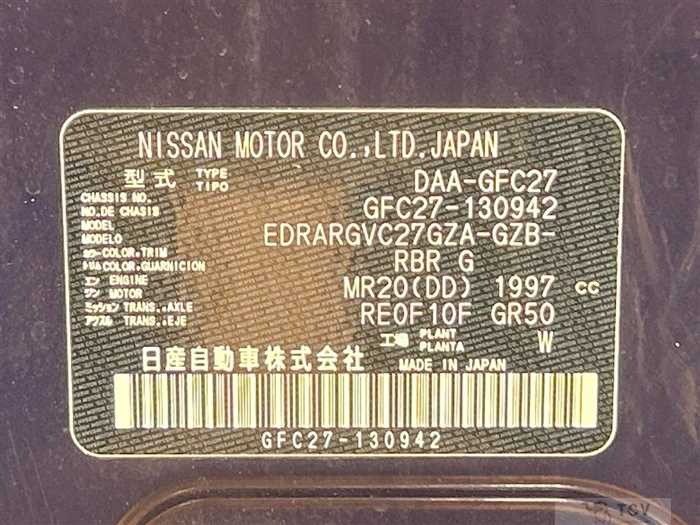 NISSAN MOTOR CO.,LTD.JAPAN
型式 TYPE TIPO DAA-GFC27
CHASSIS NO. NO.DE CHASIS GFC27-130942
MODEL MODELO EDRARGVC27GZA-GZB-
カラー COLOR,TRIM トリム COLOR,GUARNICION RBR G
エンジン ENGINE MOTOR MR20(DD) 1997 cc
ミッション TRANS.,AXLE アクスル TRANS.,EJE RE0F10F GR50
工場 PLANT PLANTA W
日産自動車株式会社 MADE IN JAPAN
GFC27-130942
TCV